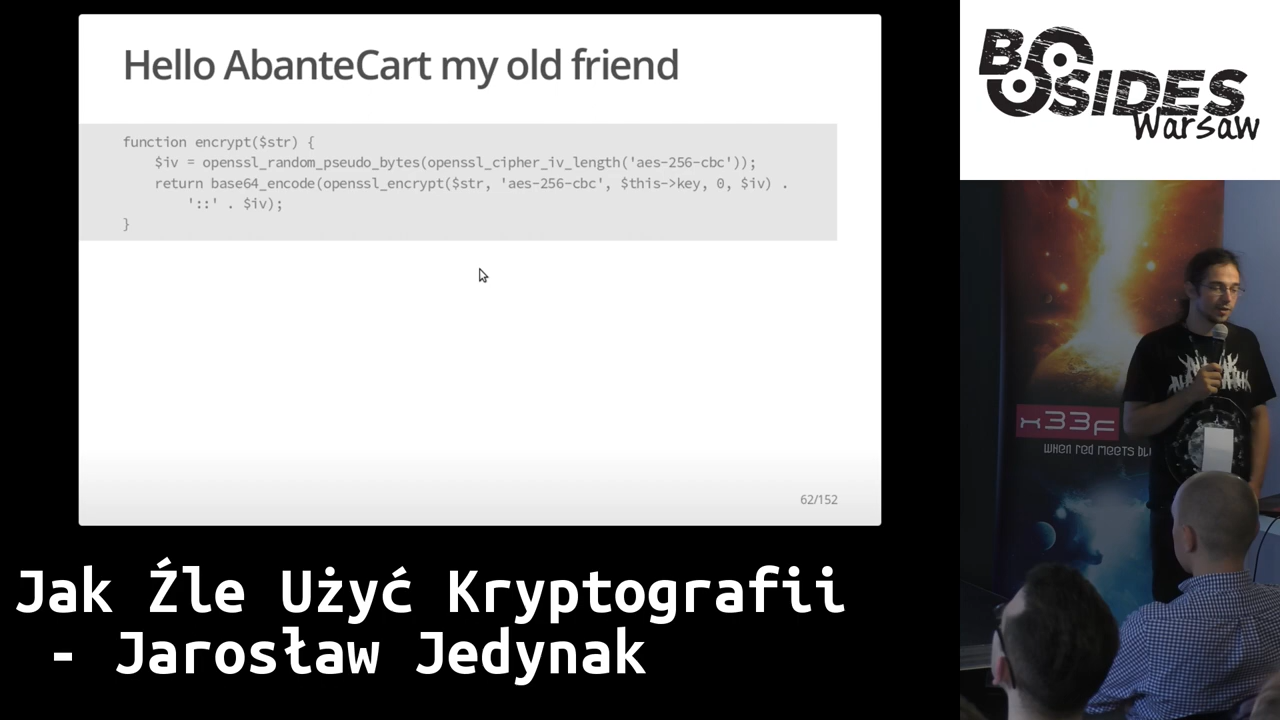 Hello AbanteCart my old friend
function encrypt($str) {
    $iv = openssl_random_pseudo_bytes(openssl_cipher_iv_length('aes-256-cbc'));
    return base64_encode(openssl_encrypt($str, 'aes-256-cbc', $this->key, 0, $iv) .
        '::' . $iv);
}
62/152
Jak Źle Użyć Kryptografii
- Jarosław Jedynak
BSIDES
Warsaw
x33f
when red meets